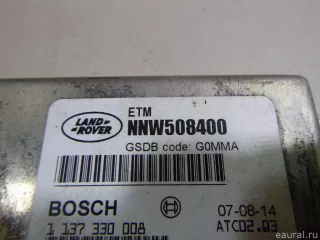 LAND
ROVER
ETM
NNW508400
GSDB code: G0MMA
BOSCH
07-08-14
1 137 330 008
ATC02.03
© eaural.ru